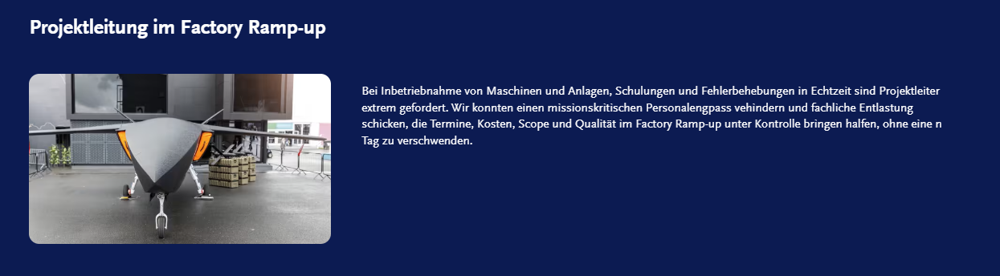 Projektleitung im Factory Ramp-up
Bei Inbetriebnahme von Maschinen und Anlagen, Schulungen und Fehlerbehebungen in Echtzeit sind Projektleiter
extrem gefordert. Wir konnten einen missionskritischen Personalengpass vehindern und fachliche Entlastung
schicken, die Termine, Kosten, Scope und Qualität im Factory Ramp-up unter Kontrolle bringen halfen, ohne eine n
Tag zu verschwenden.